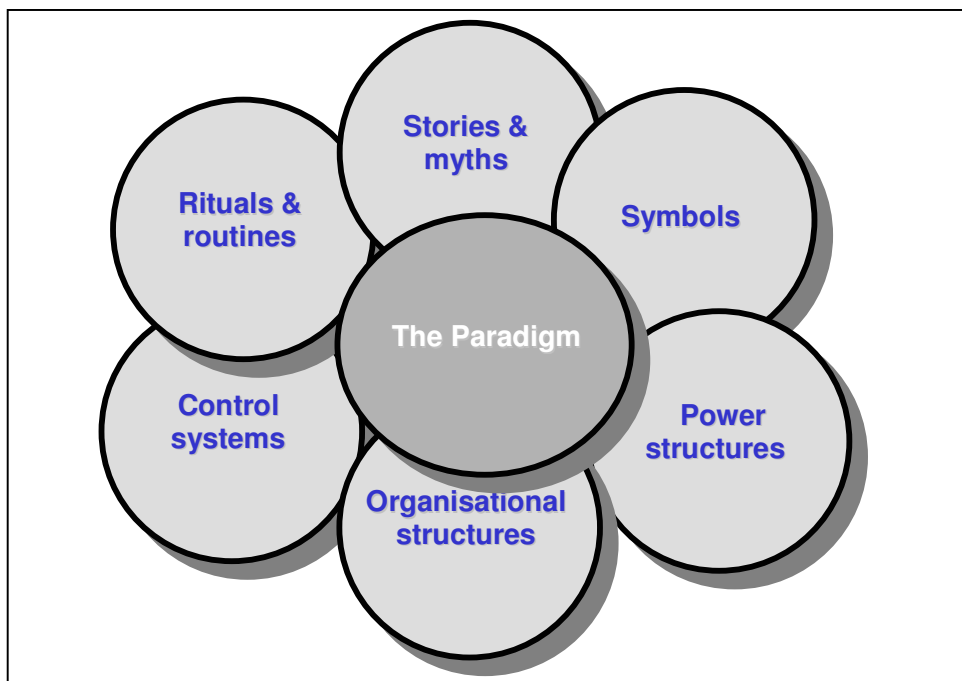 Stories &
myths
Rituals &
routines
Symbols
The Paradigm
Control
systems
Power
structures
Organisational
structures